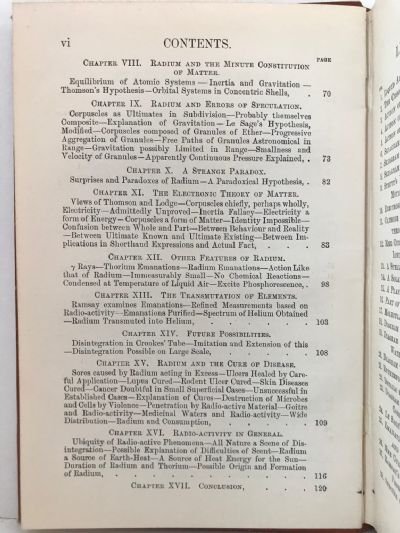 vi CONTENTS.
PAGE
CHAPTER VIII. RADIUM AND THE MINUTE CONSTITUTION
OF MATTER.
Equilibrium of Atomic Systems — Inertia and Gravitation —
Thomson's Hypothesis—Orbital Systems in Concentric Shells, . 70
CHAPTER IX. RADIUM AND ERRORS OF SPECULATION.
Corpuscles as Ultimates in Subdivision—Probably themselves
Composite—Explanation of Gravitation—Le Sage's Hypothesis,
Modified—Corpuscles composed of Granules of Ether—Progressive
Aggregation of Granules—Free Paths of Granules Astronomical in
Range—Gravitation possibly Limited in Range—Smallness and
Velocity of Granules—Apparently Continuous Pressure Explained, . 73
CHAPTER X. A STRANGE PARADOX.
Surprises and Paradoxes of Radium—A Paradoxical Hypothesis, . 82
CHAPTER XI. THE ELECTRONIC THEORY OF MATTER.
Views of Thomson and Lodge—Corpuscles chiefly, perhaps wholly,
Electricity—Admittedly Unproved—Inertia Fallacy—Electricity a
form of Energy—Corpuscles a form of Matter—Identity Impossible—
Confusion between Whole and Part—Between Behaviour and Reality
—Between Ultimate Known and Ultimate Existing—Between Im-
plications in Shorthand Expressions and Actual Fact, . . . 83
CHAPTER XII. OTHER FEATURES OF RADIUM.
γ Rays—Thorium Emanations—Radium Emanations—Action Like
that of Radium—Immeasurably Small—No Chemical Reactions—
Condensed at Temperature of Liquid Air—Excite Phosphorescence, . 98
CHAPTER XIII. THE TRANSMUTATION OF ELEMENTS.
Ramsay examines Emanations—Refined Measurements based on
Radio-activity—Emanations Purified—Spectrum of Helium Obtained
—Radium Transmuted into Helium, . . . . . 103
CHAPTER XIV. FUTURE POSSIBILITIES.
Disintegration in Crookes' Tube—Imitation and Extension of this
—Disintegration Possible on Large Scale, . . . . 108
CHAPTER XV. RADIUM AND THE CURE OF DISEASE.
Sores caused by Radium acting in Excess—Ulcers Healed by Care-
ful Application—Lupus Cured—Rodent Ulcer Cured—Skin Diseases
Cured—Cancer Doubtful in Small Superficial Cases—Unsuccessful in
Established Cases—Explanation of Cures—Destruction of Microbes
and Cells by Violence—Penetration by Radio-active Material—Goitre
and Radio-activity—Medicinal Waters and Radio-activity—Wide
Distribution—Radium and Consumption, . . . . 109
CHAPTER XVI. RADIO-ACTIVITY IN GENERAL.
Ubiquity of Radio-active Phenomena—All Nature a Scene of Dis-
integration—Possible Explanation of Difficulties of Scent—Radium
a Source of Earth-Heat—A Source of Heat Energy for the Sun—
Duration of Radium and Thorium—Possible Origin and Formation
of Radium, . . . . . . . . . 116
CHAPTER XVII. CONCLUSION, . . . . 120